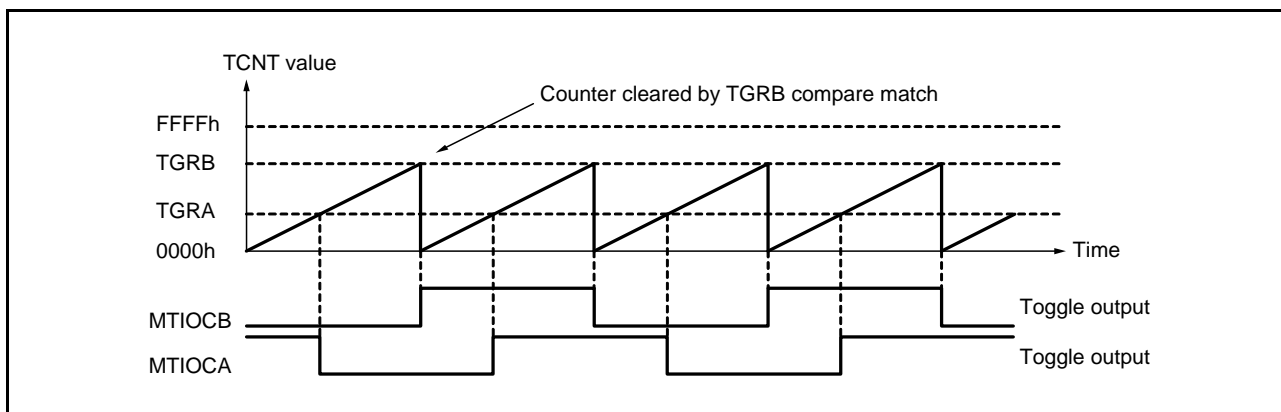 TCNT value
Counter cleared by TGRB compare match
FFFFh
TGRB
TGRA
0000h
Time
MTIOCB
Toggle output
MTIOCA
Toggle output